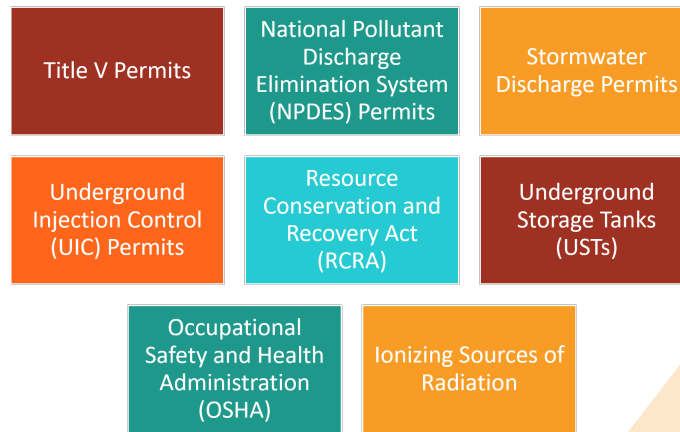 Title V Permits
National Pollutant
Discharge
Elimination System
(NPDES) Permits
Stormwater
Discharge Permits
Underground
Injection Control
(UIC) Permits
Resource
Conservation and
Recovery Act
(RCRA)
Underground
Storage Tanks
(USTs)
Occupational
Safety and Health
Administration
(OSHA)
Ionizing Sources of
Radiation